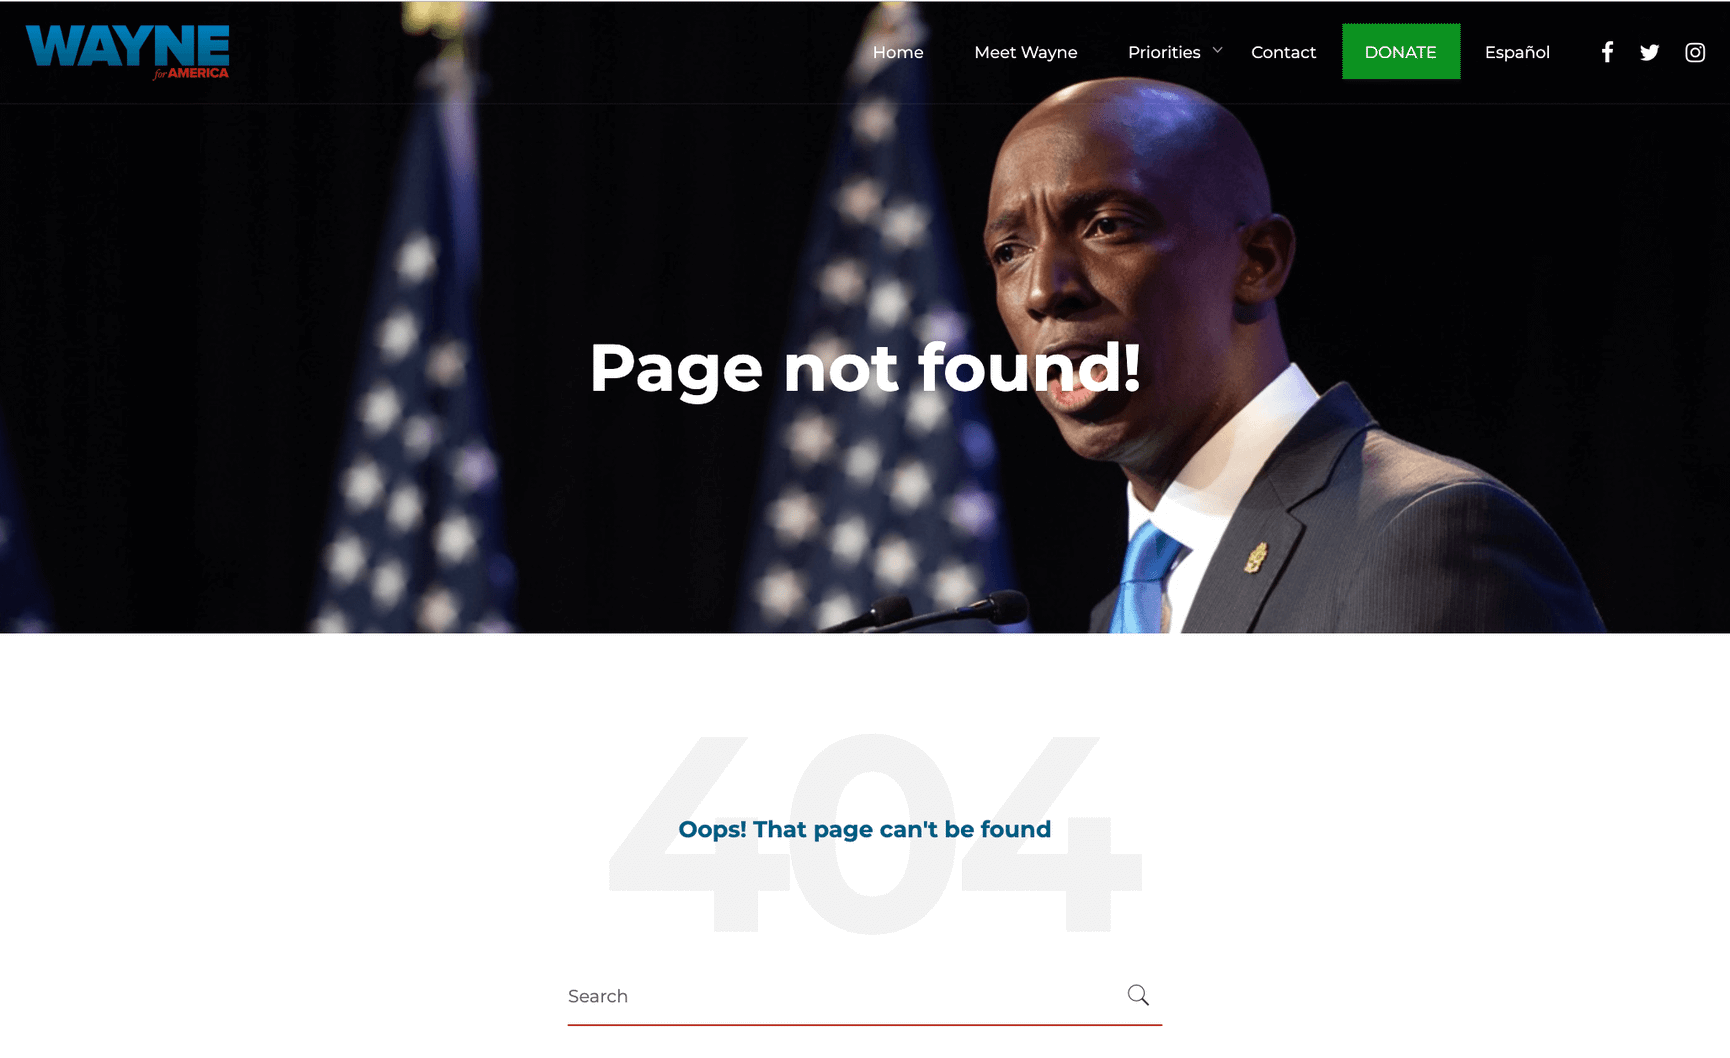 WAYNE
for AMERICA
Home Meet Wayne Priorities Contact DONATE Español
Page not found!
404
Oops! That page can't be found
Search